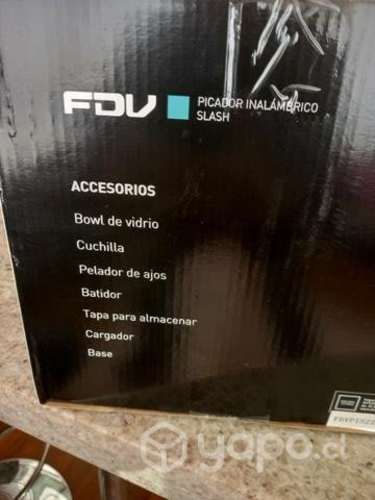 FDV
PICADOR INALÁMBRICO
SLASH
ACCESORIOS
Bowl de vidrio
Cuchilla
Pelador de ajos
Batidor
Tapa para almacenar
Cargador
Base
yapo.cl